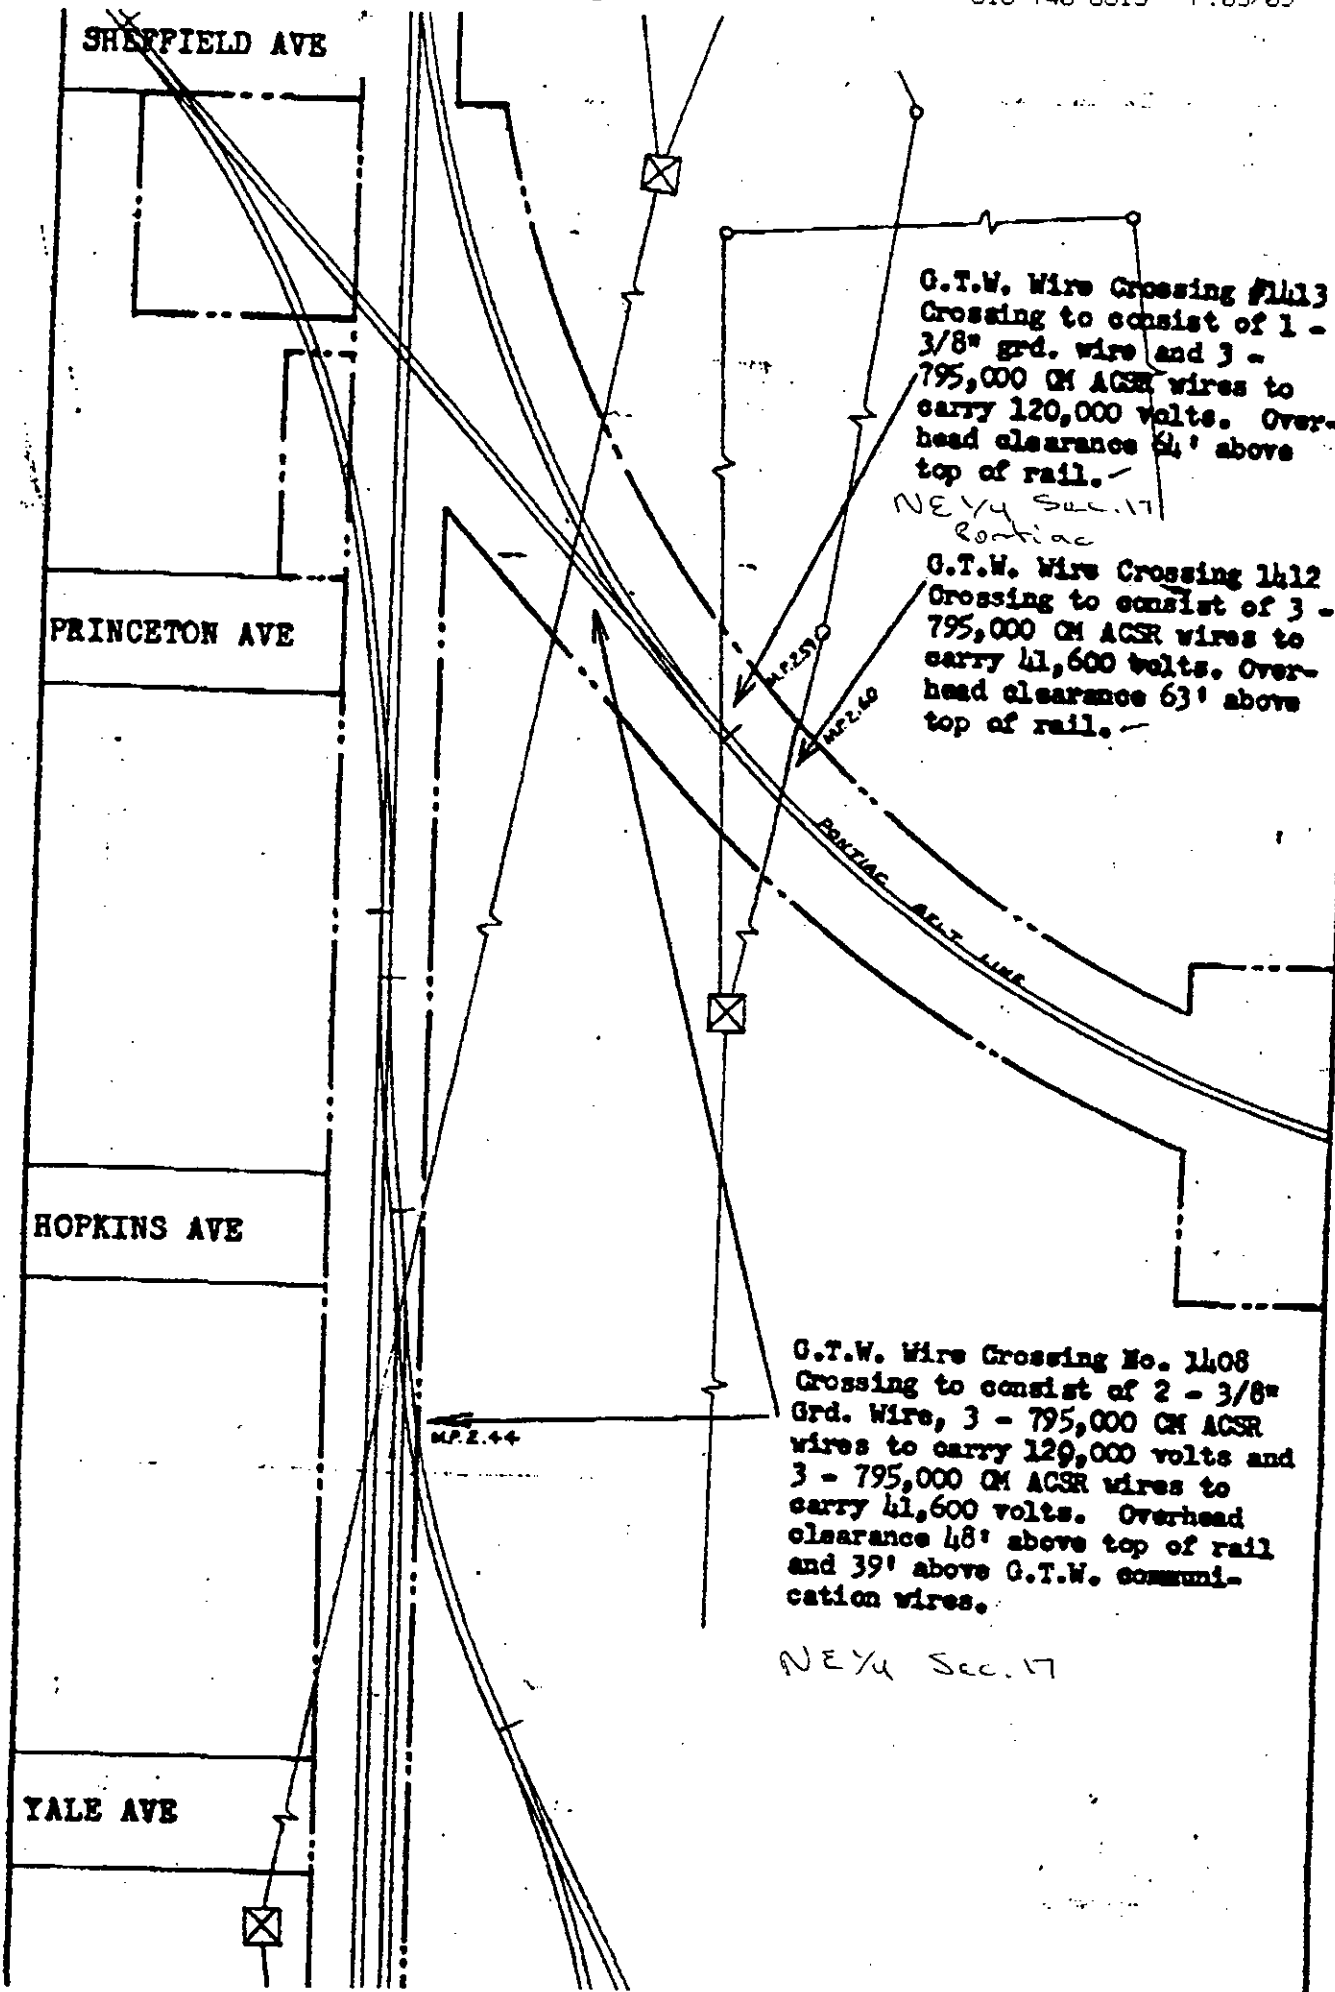 SHEFFIELD AVE
G.T.W. Wire Crossing #1413
Crossing to consist of 1 -
3/8" grd. wire and 3 -
795,000 CM ACSR wires to
carry 120,000 volts. Over-
head clearance 64' above
top of rail.
NE 1/4 Sec. 17
Pontiac
G.T.W. Wire Crossing 1412
Crossing to consist of 3 -
795,000 CM ACSR wires to
carry 41,600 volts. Over-
head clearance 63' above
top of rail.
PRINCETON AVE
M.P. 2.59
M.P. 2.60
PONTIAC BELT LINE
HOPKINS AVE
G.T.W. Wire Crossing No. 1408
Crossing to consist of 2 - 3/8"
Grd. Wire, 3 - 795,000 CM ACSR
wires to carry 120,000 volts and
3 - 795,000 CM ACSR wires to
carry 41,600 volts. Overhead
clearance 48' above top of rail
and 39' above G.T.W. communi-
cation wires.
M.P. 2.44
NE 1/4 Sec. 17
YALE AVE